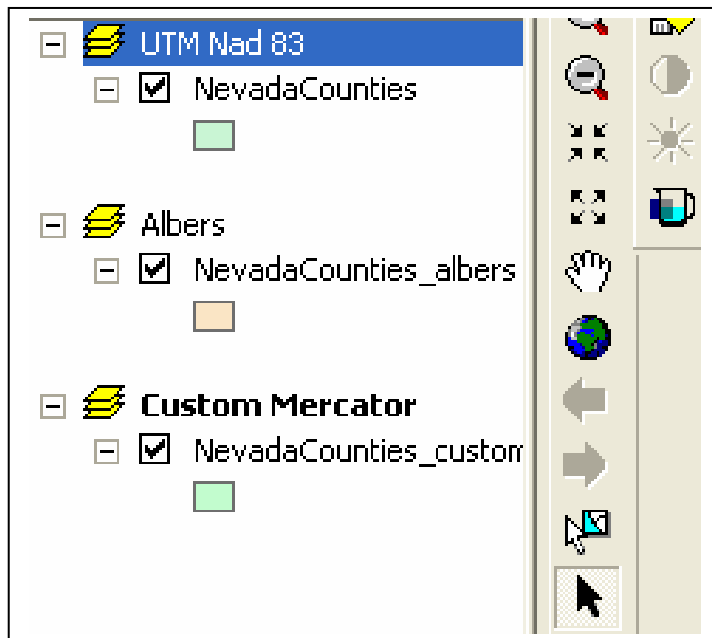 UTM Nad 83
NevadaCounties
Albers
NevadaCounties_albers
Custom Mercator
NevadaCounties_custom